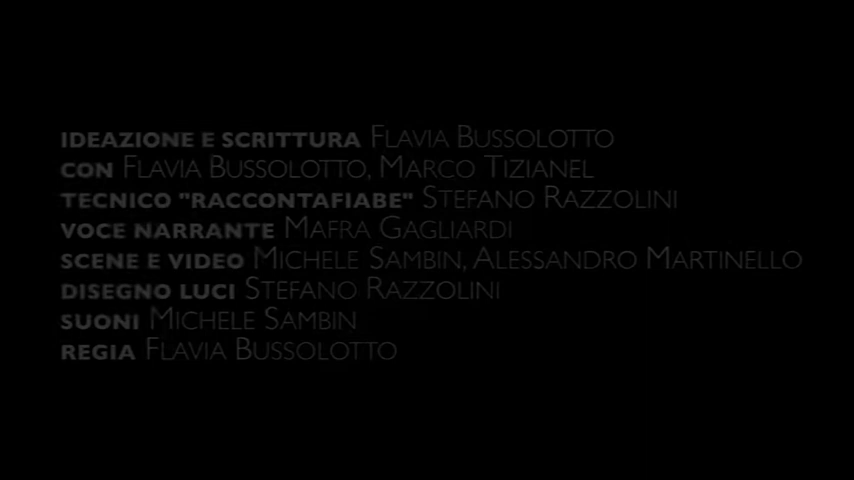 IDEAZIONE E SCRITTURA FLAVIA BUSSOLOTTO
CON FLAVIA BUSSOLOTTO, MARCO TIZIANEL
TECNICO "RACCONTAFIABE" STEFANO RAZZOLINI
VOCE NARRANTE MAFRA GAGLIARDI
SCENE E VIDEO MICHELE SAMBIN, ALESSANDRO MARTINELLO
DISEGNO LUCI STEFANO RAZZOLINI
SUONI MICHELE SAMBIN
REGIA FLAVIA BUSSOLOTTO